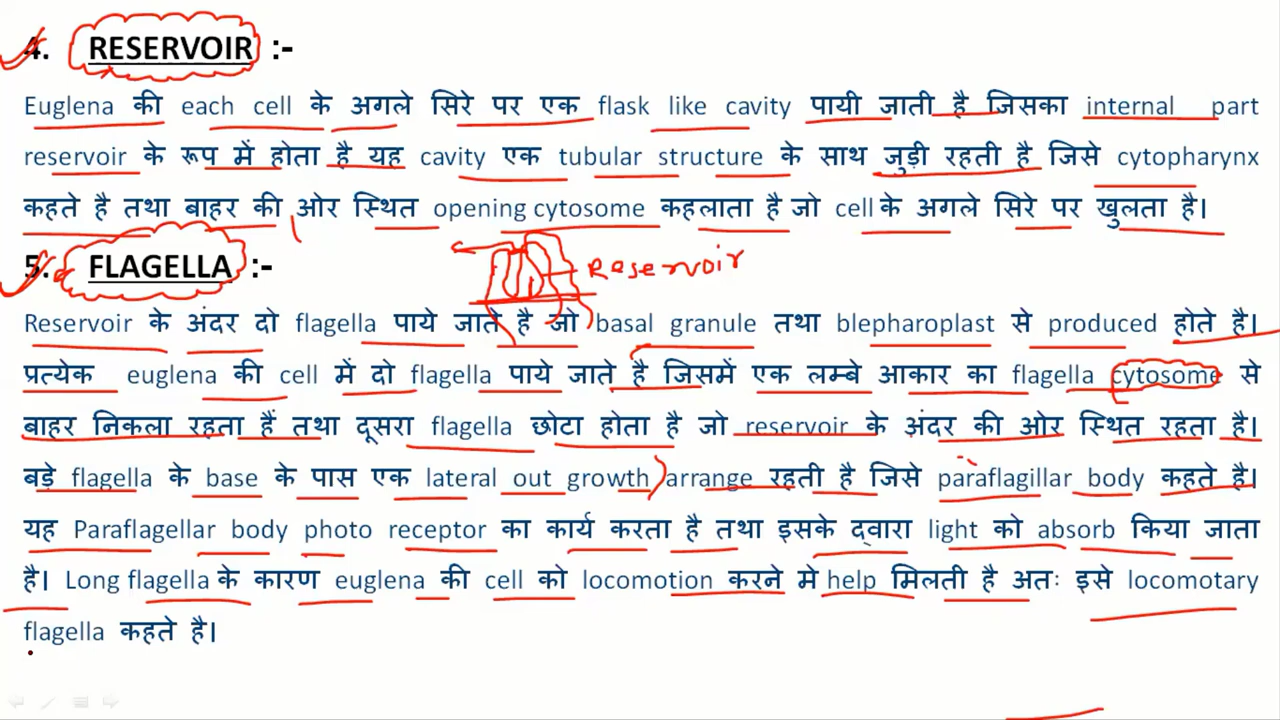 4. RESERVOIR :-
Euglena की each cell के अगले सिरे पर एक flask like cavity पायी जाती है जिसका internal part
reservoir के रूप में होता है यह cavity एक tubular structure के साथ जुड़ी रहती है जिसे cytopharynx
कहते है तथा बाहर की ओर स्थित opening cytosome कहलाता है जो cell के अगले सिरे पर खुलता है।
5. FLAGELLA :-
Reservoir
Reservoir के अंदर दो flagella पाये जाते है जो basal granule तथा blepharoplast से produced होते है।
प्रत्येक euglena की cell में दो flagella पाये जाते है जिसमें एक लम्बे आकार का flagella cytosome से
बाहर निकला रहता हैं तथा दूसरा flagella छोटा होता है जो reservoir के अंदर की ओर स्थित रहता है।
बड़े flagella के base के पास एक lateral out growth arrange रहती है जिसे paraflagillar body कहते है।
यह Paraflagellar body photo receptor का कार्य करता है तथा इसके द्वारा light को absorb किया जाता
है। Long flagella के कारण euglena की cell को locomotion करने मे help मिलती है अतः इसे locomotary
flagella कहते है।